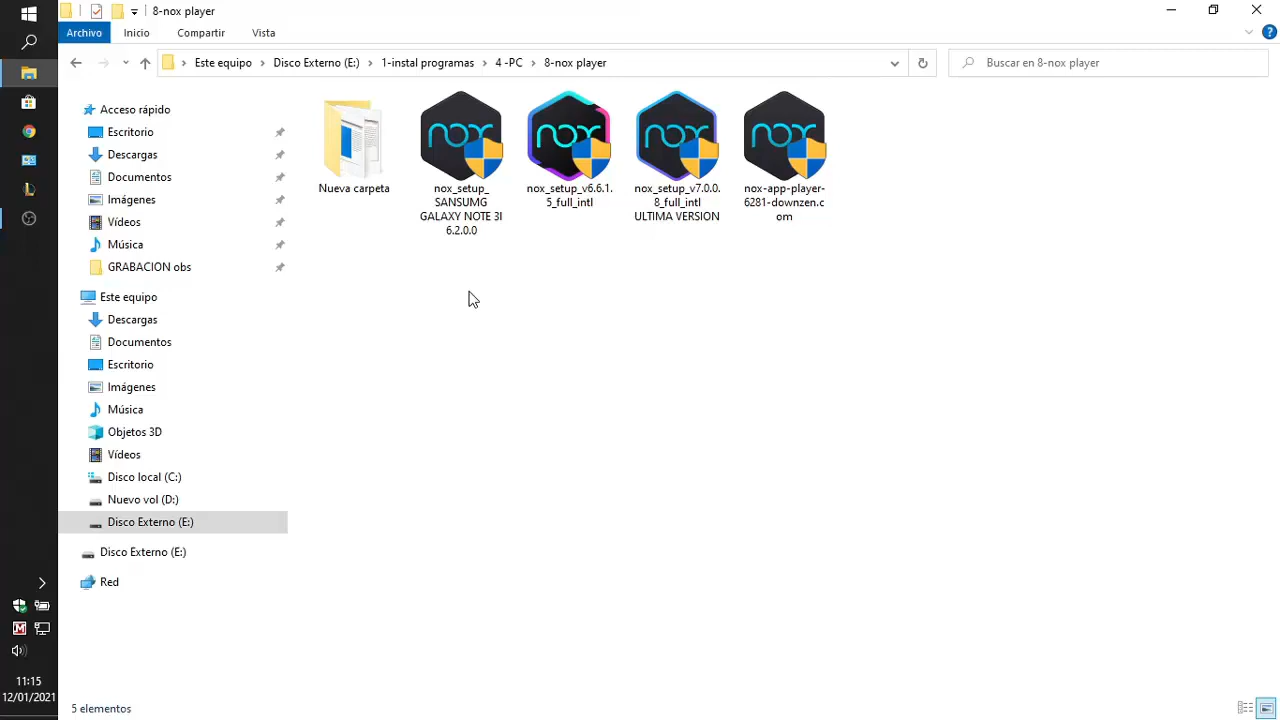 8-nox player
Archivo
Inicio
Compartir
Vista
Este equipo
Disco Externo (E:)
1-instal programas
4 -PC
8-nox player
Buscar en 8-nox player
Acceso rápido
Escritorio
Descargas
Documentos
Imágenes
Vídeos
Música
GRABACION obs
Este equipo
Descargas
Documentos
Escritorio
Imágenes
Música
Objetos 3D
Vídeos
Disco local (C:)
Nuevo vol (D:)
Disco Externo (E:)
Disco Externo (E:)
Red
nox
nox
nox
nox
Nueva carpeta
nox_setup_
SANSUMG
GALAXY NOTE 3I
6.2.0.0
nox_setup_v6.6.1.
5_full_intl
nox_setup_v7.0.0.
8_full_intl
ULTIMA VERSION
nox-app-player-
6281-downzen.c
om
11:15
12/01/2021
5 elementos